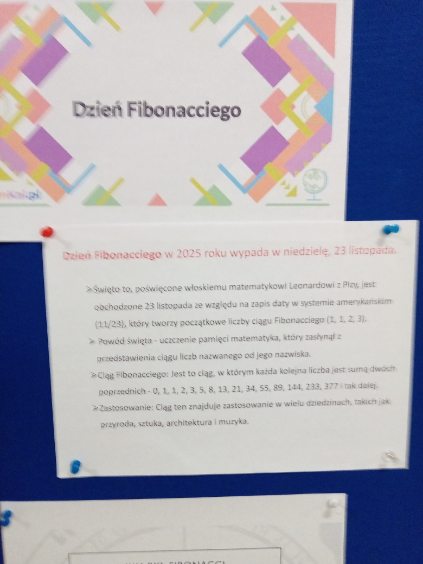 Dzień Fibonacciego
Dzień Fibonacciego w 2025 roku wypada w niedzielę, 23 listopada.
➢Święto to, poświęcone włoskiemu matematykowi Leonardowi z Pizy, jest
obchodzone 23 listopada ze względu na zapis daty w systemie amerykańskim
(11/23), który tworzy początkowe liczby ciągu Fibonacciego (1, 1, 2, 3).
➢ Powód święta - uczczenie pamięci matematyka, który zasłynął z
przedstawienia ciągu liczb nazwanego od jego nazwiska.
➢Ciąg Fibonacciego: Jest to ciąg, w którym każda kolejna liczba jest sumą dwóch
poprzednich - 0, 1, 1, 2, 3, 5, 8, 13, 21, 34, 55, 89, 144, 233, 377 i tak dalej.
➢Zastosowanie: Ciąg ten znajduje zastosowanie w wielu dziedzinach, takich jak:
przyroda, sztuka, architektura i muzyka.